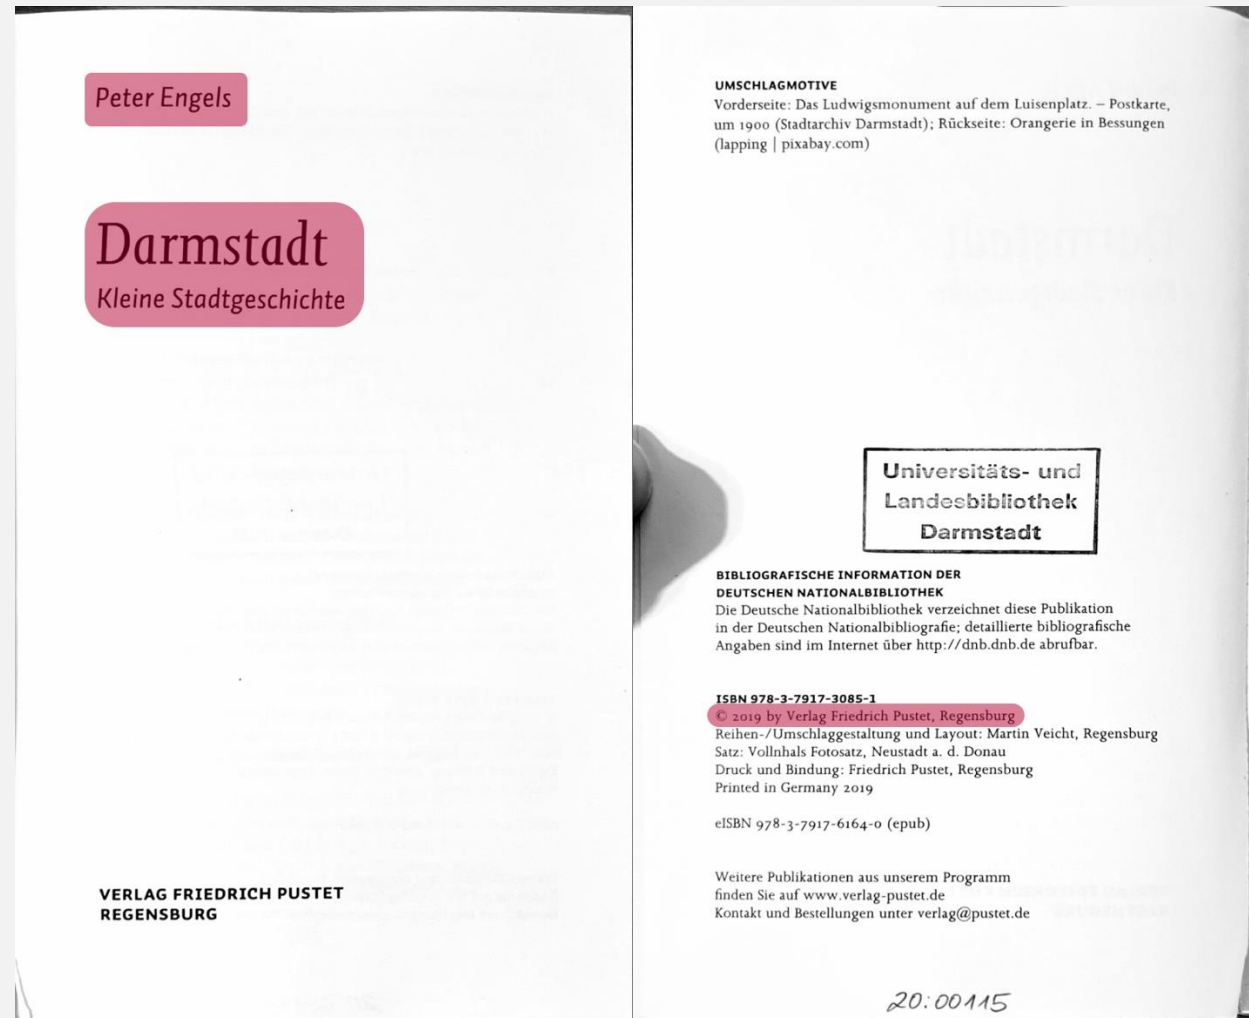 Peter Engels
Darmstadt
Kleine Stadtgeschichte
VERLAG FRIEDRICH PUSTET
REGENSBURG
UMSCHLAGMOTIVE
Vorderseite: Das Ludwigsmonument auf dem Luisenplatz. – Postkarte,
um 1900 (Stadtarchiv Darmstadt); Rückseite: Orangerie in Bessungen
(lapping | pixabay.com)
Universitäts- und
Landesbibliothek
Darmstadt
BIBLIOGRAFISCHE INFORMATION DER
DEUTSCHEN NATIONALBIBLIOTHEK
Die Deutsche Nationalbibliothek verzeichnet diese Publikation
in der Deutschen Nationalbibliografie; detaillierte bibliografische
Angaben sind im Internet über http://dnb.dnb.de abrufbar.
ISBN 978-3-7917-3085-1
© 2019 by Verlag Friedrich Pustet, Regensburg
Reihen-/Umschlaggestaltung und Layout: Martin Veicht, Regensburg
Satz: Vollnhals Fotosatz, Neustadt a. d. Donau
Druck und Bindung: Friedrich Pustet, Regensburg
Printed in Germany 2019
eISBN 978-3-7917-6164-0 (epub)
Weitere Publikationen aus unserem Programm
finden Sie auf www.verlag-pustet.de
Kontakt und Bestellungen unter verlag@pustet.de
20:00115